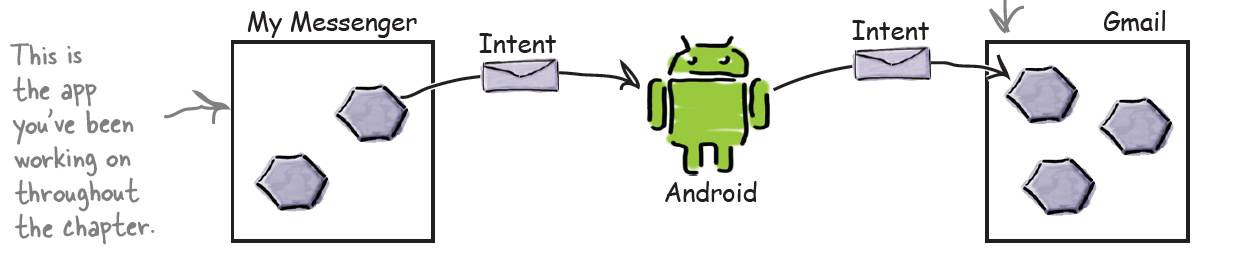 My Messenger
Gmail
Intent
Intent
This is
the app
you've been
working on
throughout
the chapter.
Android